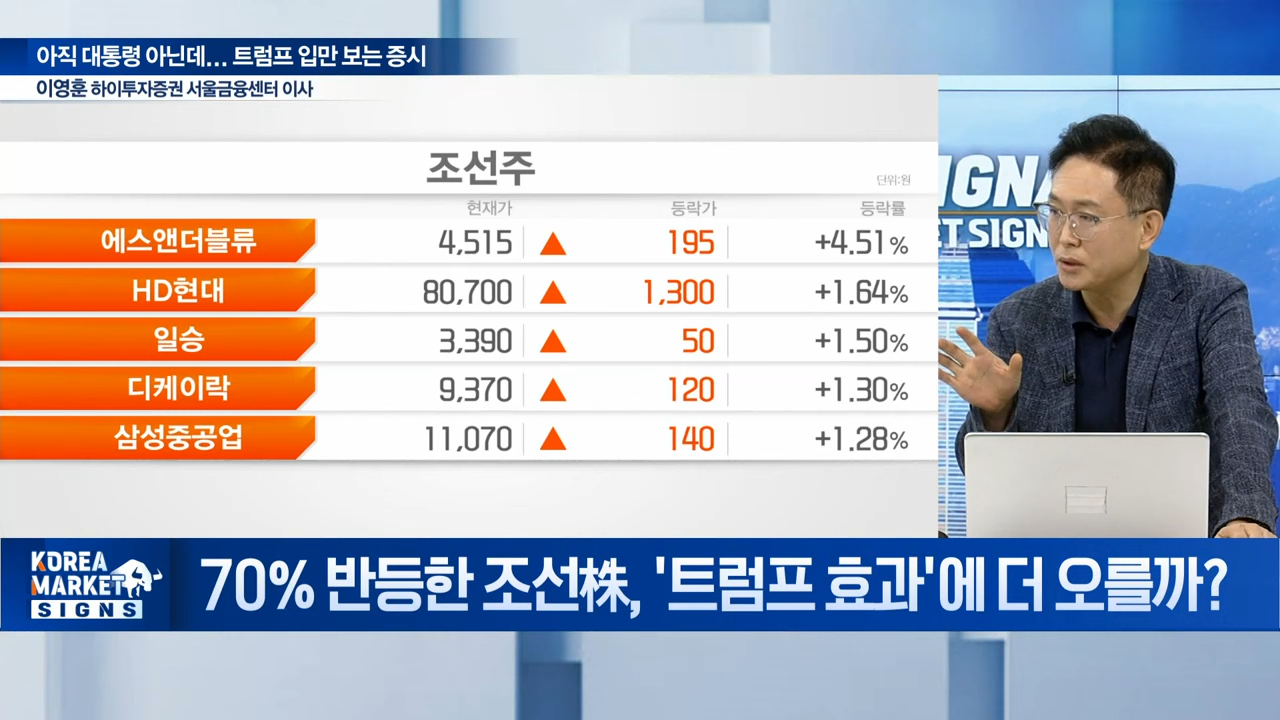 아직 대통령 아닌데... 트럼프 입만 보는 증시
이영훈 하이투자증권 서울금융센터 이사
조선주
단위:원
현재가 등락가 등락률
에스앤더블류 4,515 ▲ 195 +4.51%
HD현대 80,700 ▲ 1,300 +1.64%
일승 3,390 ▲ 50 +1.50%
디케이락 9,370 ▲ 120 +1.30%
삼성중공업 11,070 ▲ 140 +1.28%
IGNA
ET SIGN
KOREA
MARKET
SIGNS
70% 반등한 조선株, '트럼프 효과'에 더 오를까?